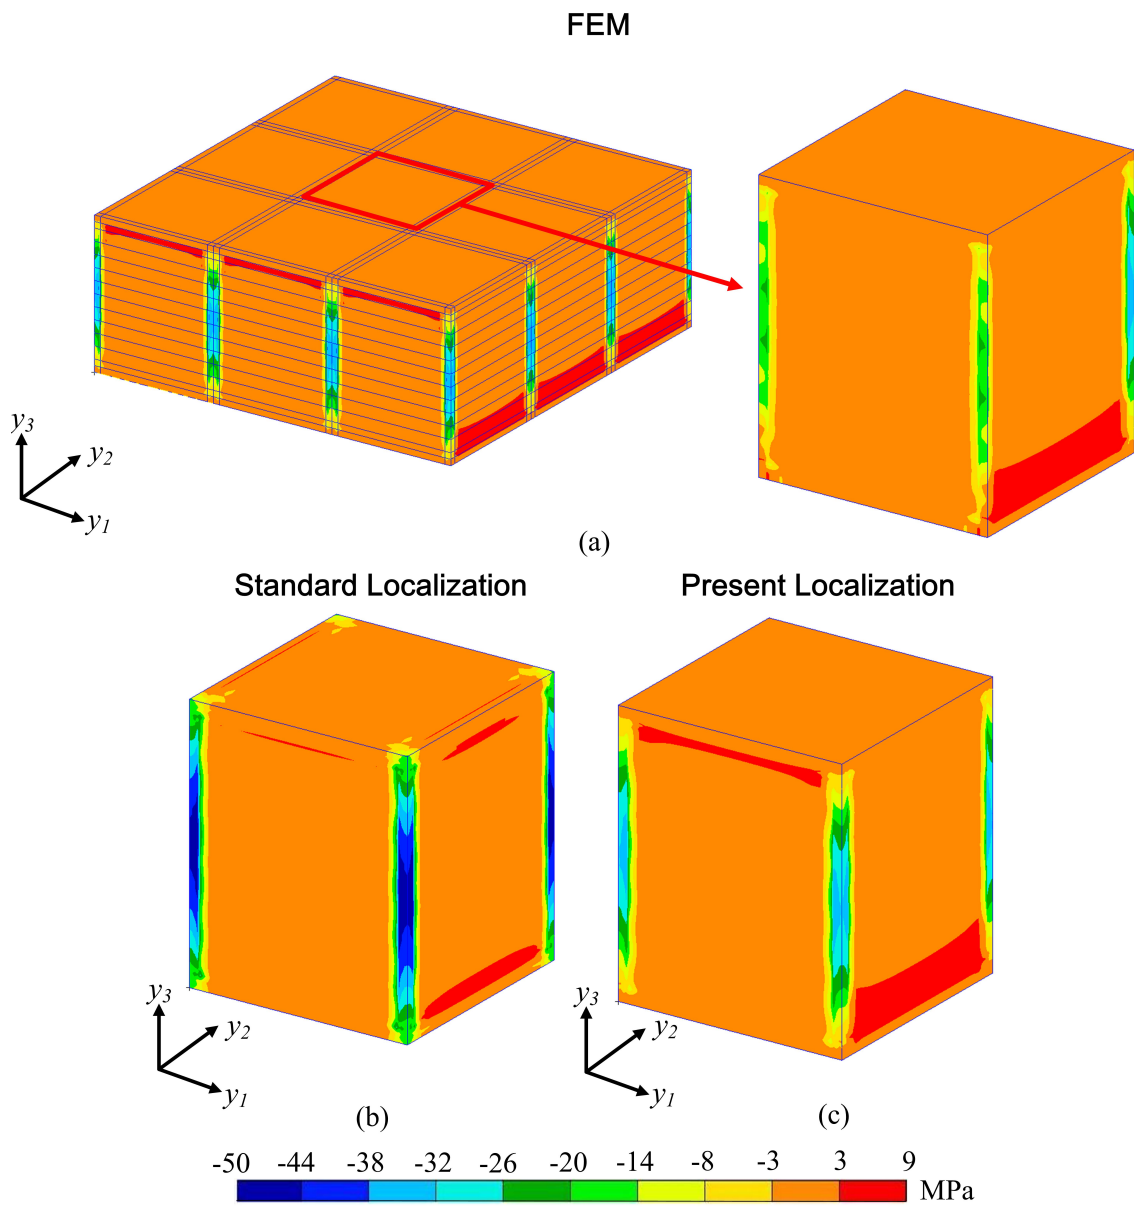 FEM
y3
y2
y1
(a)
Standard Localization
Present Localization
y3
y2
y1
(b)
y3
y2
y1
(c)
-50 -44 -38 -32 -26 -20 -14 -8 -3 3 9
MPa